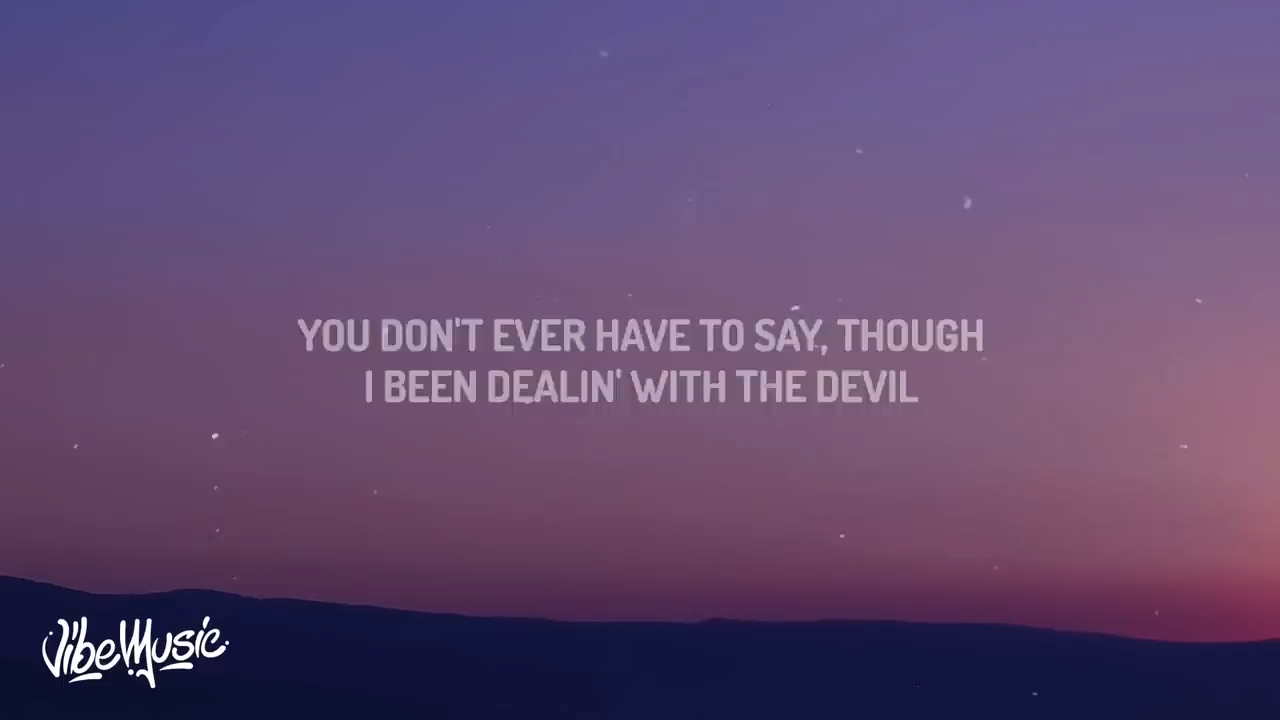 YOU DON'T EVER HAVE TO SAY, THOUGH
I BEEN DEALIN' WITH THE DEVIL
VibeMusic